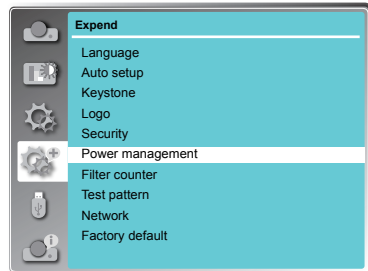 Expend
Language
Auto setup
Keystone
Logo
Security
Power management
Filter counter
Test pattern
Network
Factory default